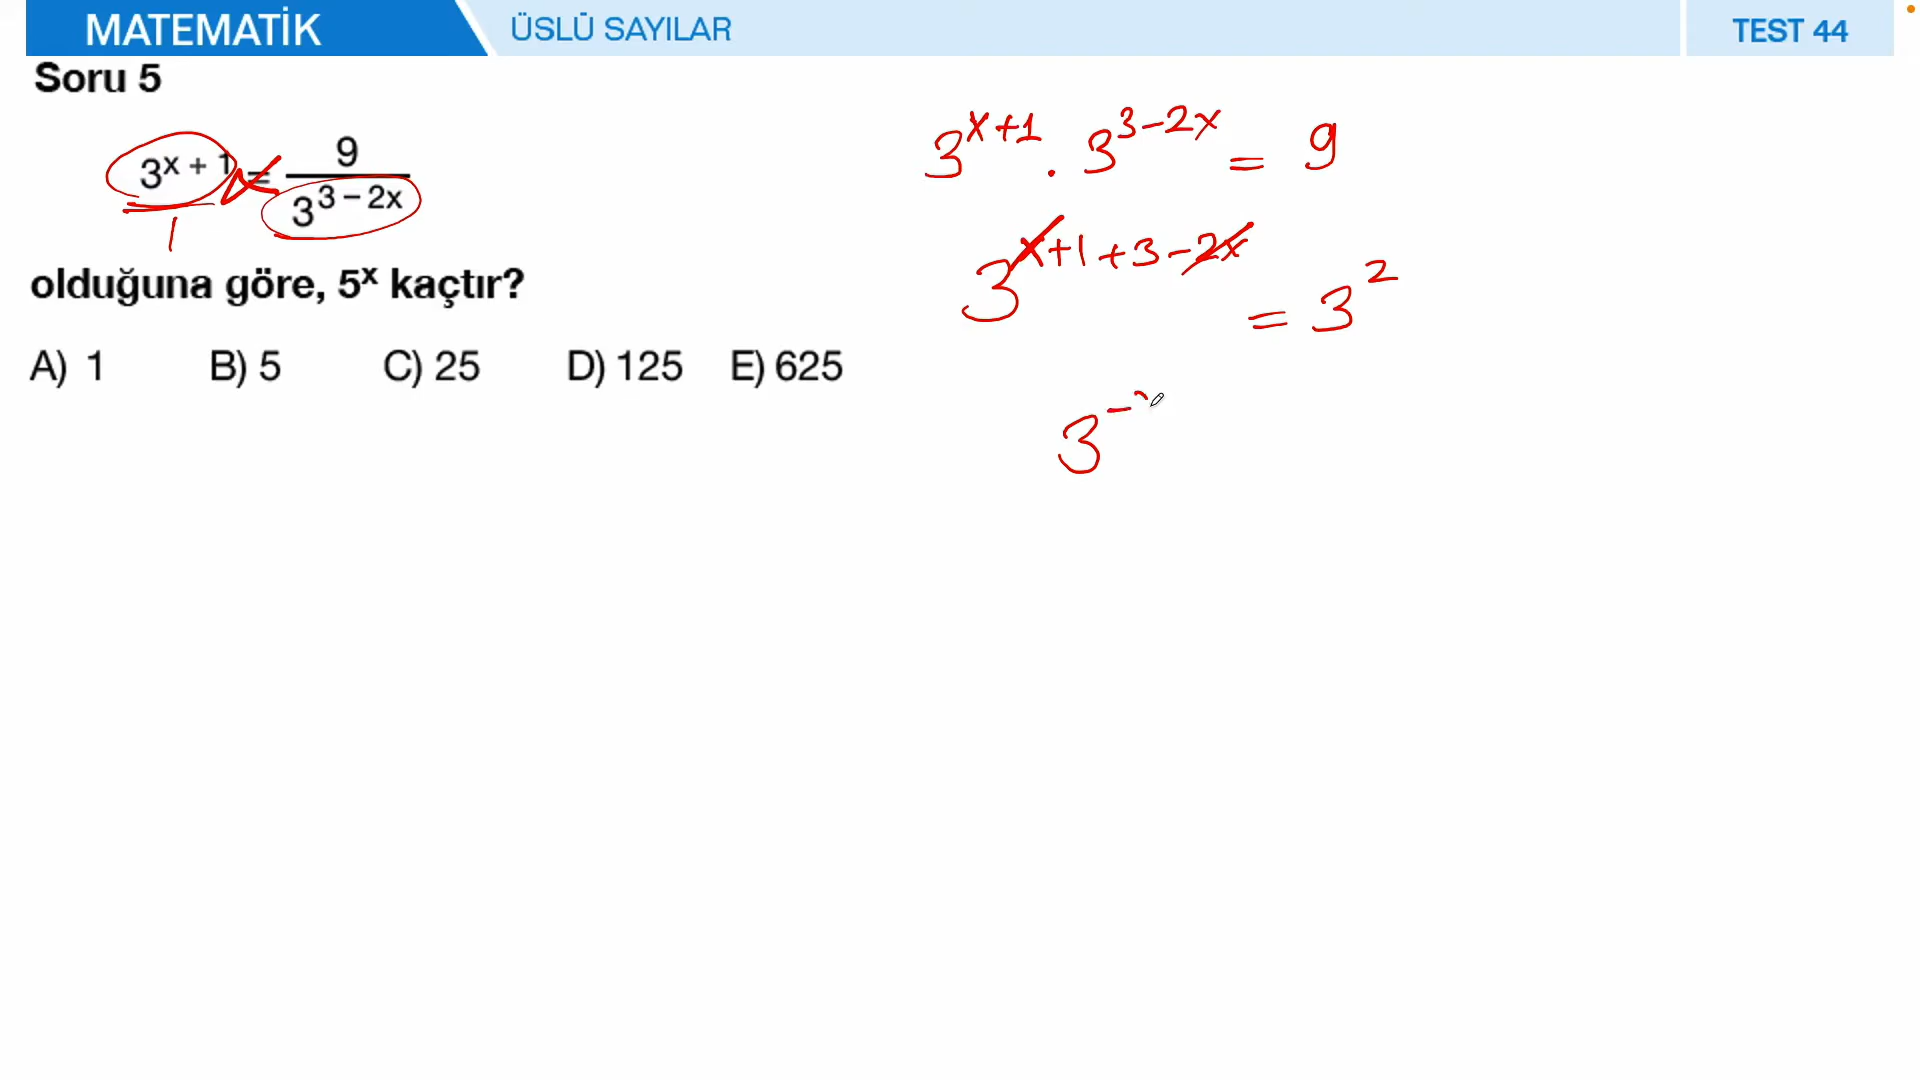 MATEMATİK
ÜSLÜ SAYILAR
TEST 44
Soru 5
3^{x + 1} = 9 / 3^{3 − 2x}
1
olduğuna göre, 5^x kaçtır?
A) 1 B) 5 C) 25 D) 125 E) 625
3^{x+1} . 3^{3−2x} = 9
3^{x+1+3−2x} = 3^2
3^-